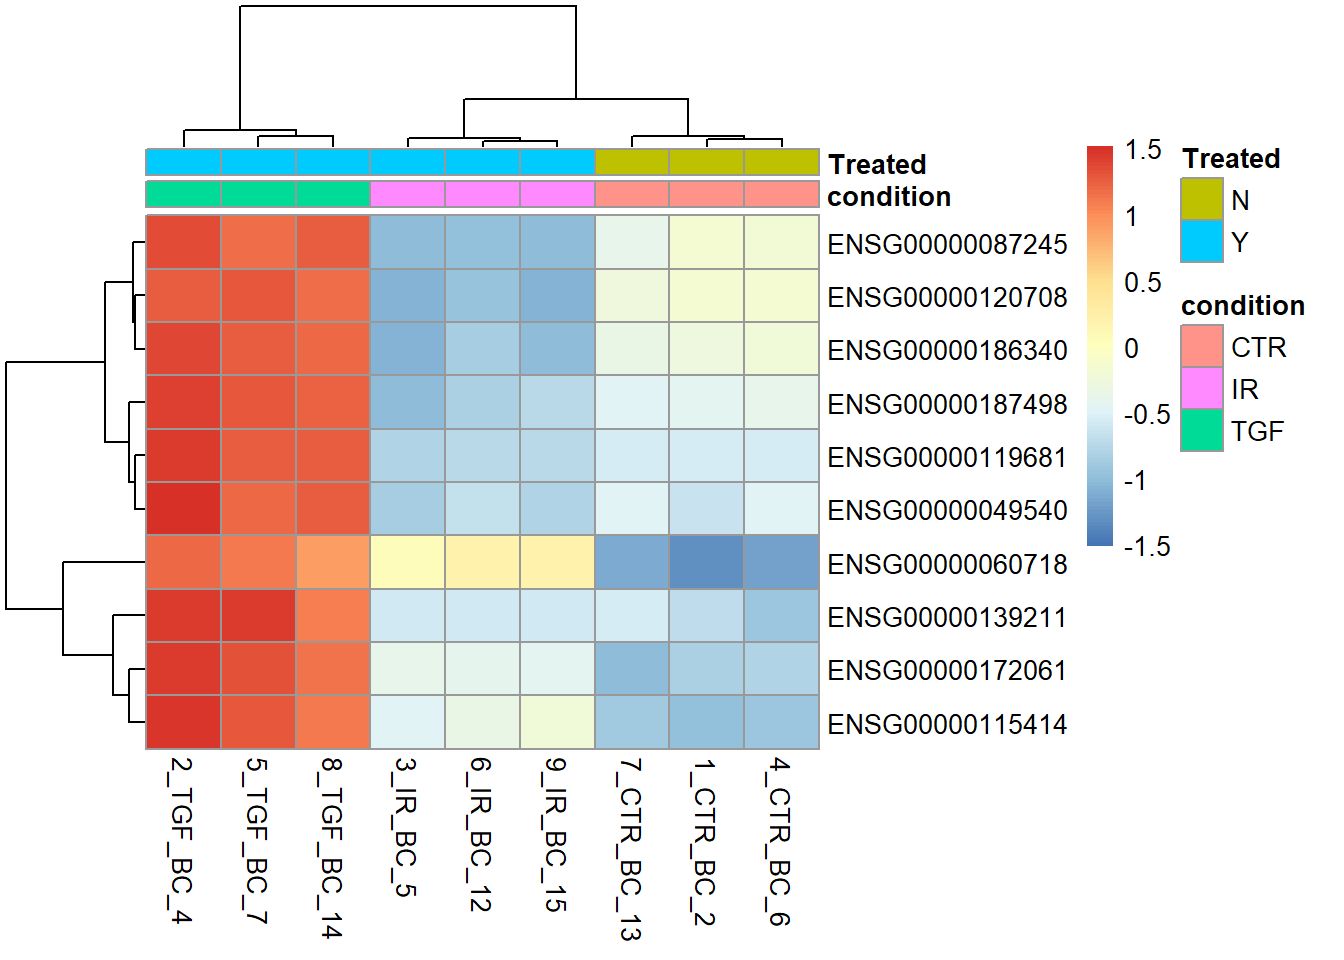 Treated
condition
ENSG00000087245
ENSG00000120708
ENSG00000186340
ENSG00000187498
ENSG00000119681
ENSG00000049540
ENSG00000060718
ENSG00000139211
ENSG00000172061
ENSG00000115414
2_TGF_BC_4
5_TGF_BC_7
8_TGF_BC_14
3_IR_BC_5
6_IR_BC_12
9_IR_BC_15
7_CTR_BC_13
1_CTR_BC_2
4_CTR_BC_6
1.5
1
0.5
0
-0.5
-1
-1.5
Treated
N
Y
condition
CTR
IR
TGF